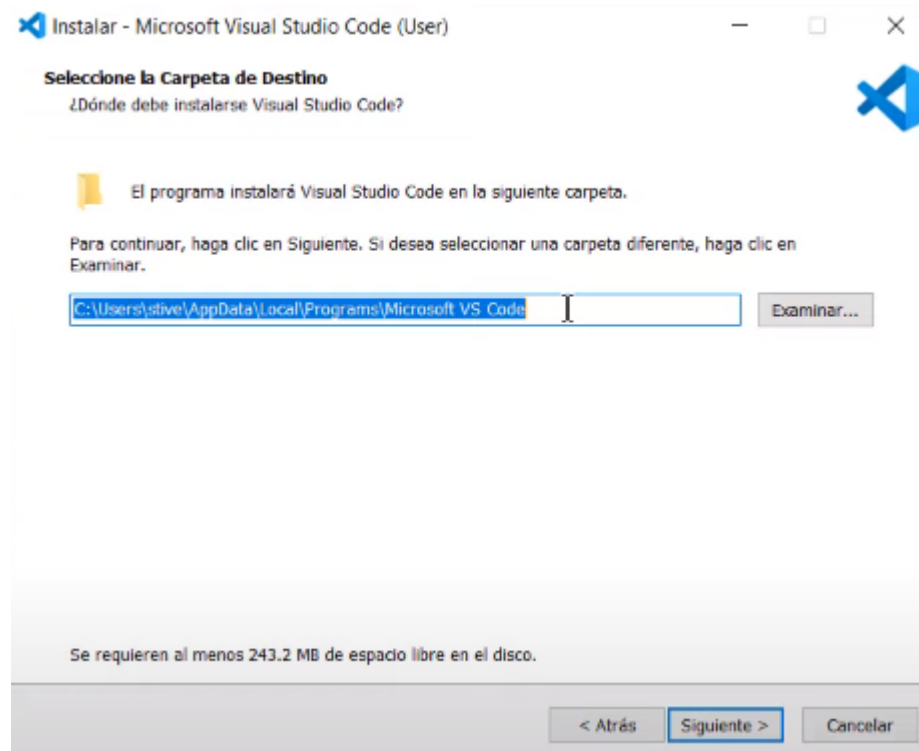 Instalar - Microsoft Visual Studio Code (User)
Seleccione la Carpeta de Destino
¿Dónde debe instalarse Visual Studio Code?
El programa instalará Visual Studio Code en la siguiente carpeta.
Para continuar, haga clic en Siguiente. Si desea seleccionar una carpeta diferente, haga clic en
Examinar.
C:\Users\stive\AppData\Local\Programs\Microsoft VS Code
Examinar...
Se requieren al menos 243.2 MB de espacio libre en el disco.
< Atrás Siguiente > Cancelar